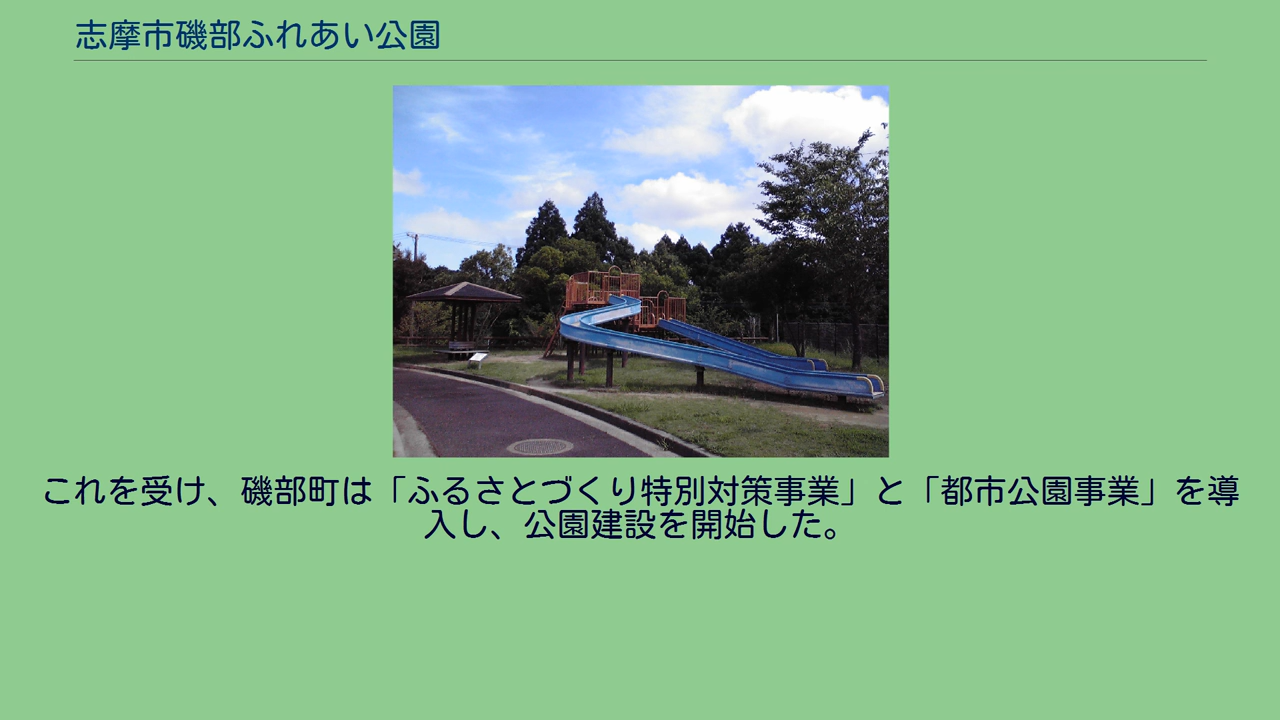 志摩市磯部ふれあい公園
これを受け、磯部町は「ふるさとづくり特別対策事業」と「都市公園事業」を導
入し、公園建設を開始した。